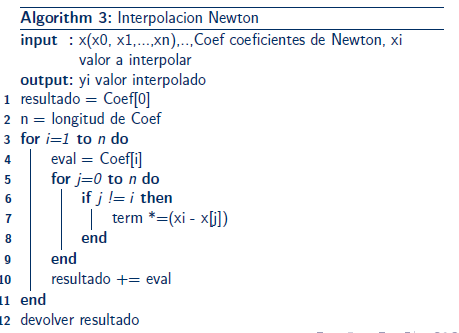 Algorithm 3: Interpolacion Newton
input : x(x0, x1,...,xn),..,Coef coeficientes de Newton, xi
valor a interpolar
output: yi valor interpolado
1 resultado = Coef[0]
2 n = longitud de Coef
3 for i=1 to n do
4 eval = Coef[i]
5 for j=0 to n do
6 if j != i then
7 term *=(xi - x[j])
8 end
9 end
10 resultado += eval
11 end
12 devolver resultado